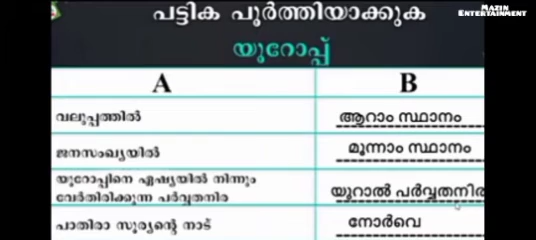 MAZIN
ENTERTAINMENT
പട്ടിക പൂർത്തിയാക്കുക
യൂറോപ്പ്
A B
വലുപ്പത്തിൽ ആറാം സ്ഥാനം
ജനസംഖ്യയിൽ മൂന്നാം സ്ഥാനം
യൂറോപ്പിനെ ഏഷ്യയിൽ നിന്നും
വേർതിരിക്കുന്ന പർവ്വതനിര യൂറാൽ പർവ്വതനിര
പാതിരാ സൂര്യന്റെ നാട് നോർവെ